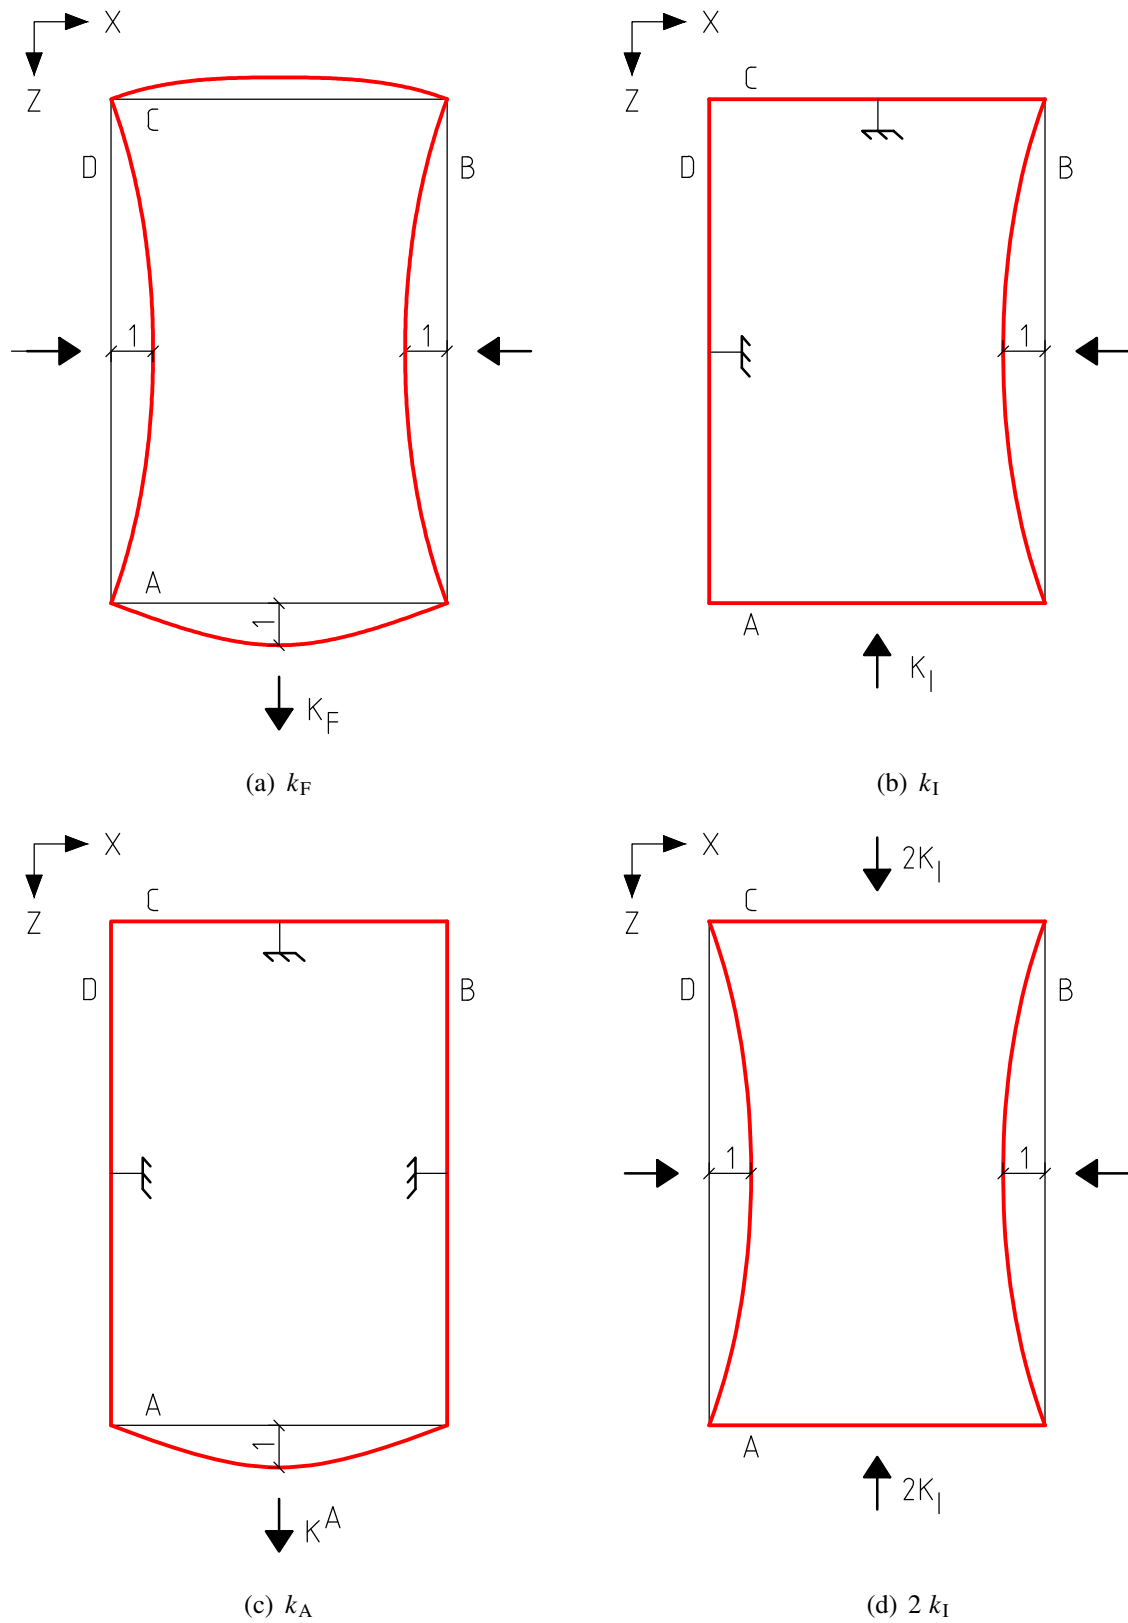 X
Z
C
D
B
1
1
A
1
K_F
(a) k_F
X
Z
C
D
B
1
A
K_I
(b) k_I
X
Z
C
D
B
A
1
K^A
(c) k_A
2K_I
X
Z
C
D
B
1
1
A
2K_I
(d) 2 k_I